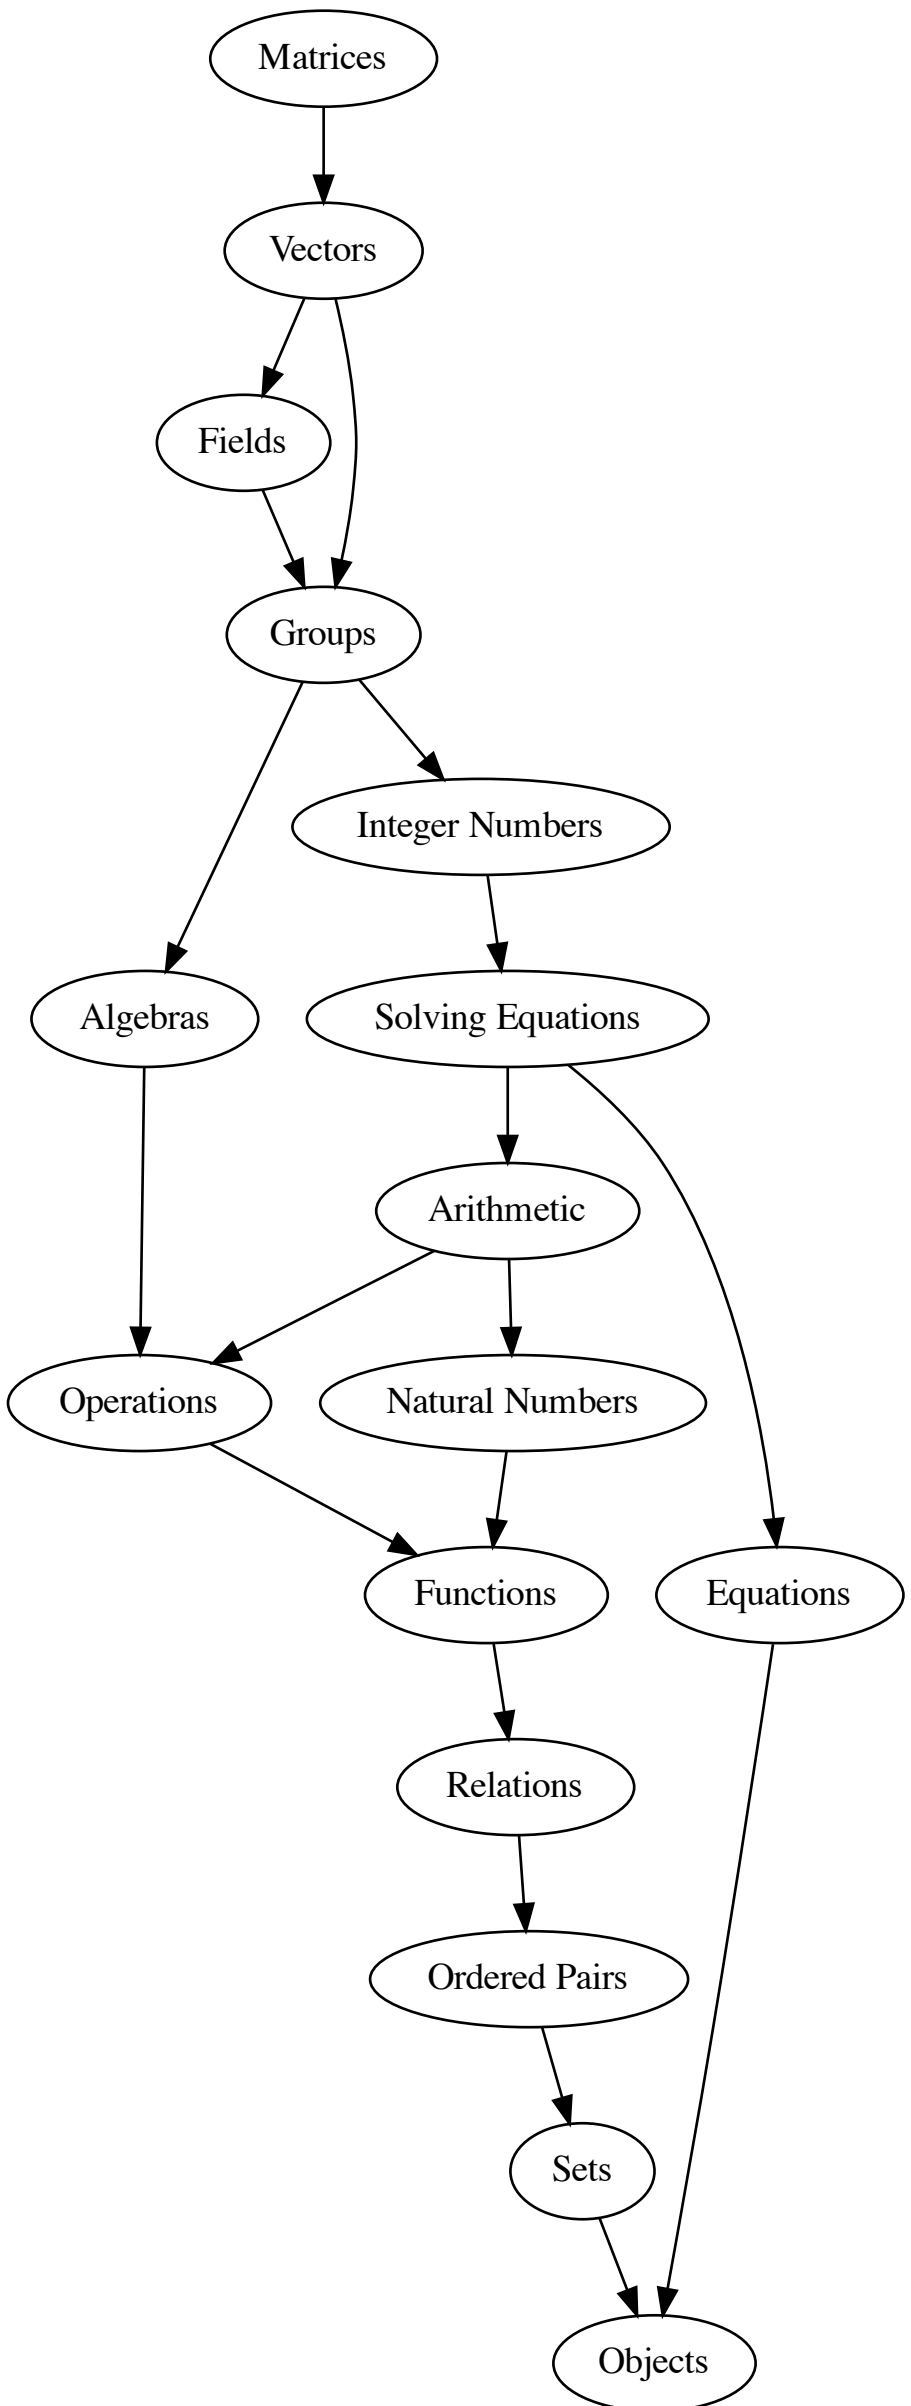 Matrices
Vectors
Fields
Groups
Integer Numbers
Algebras
Solving Equations
Arithmetic
Operations
Natural Numbers
Functions
Equations
Relations
Ordered Pairs
Sets
Objects